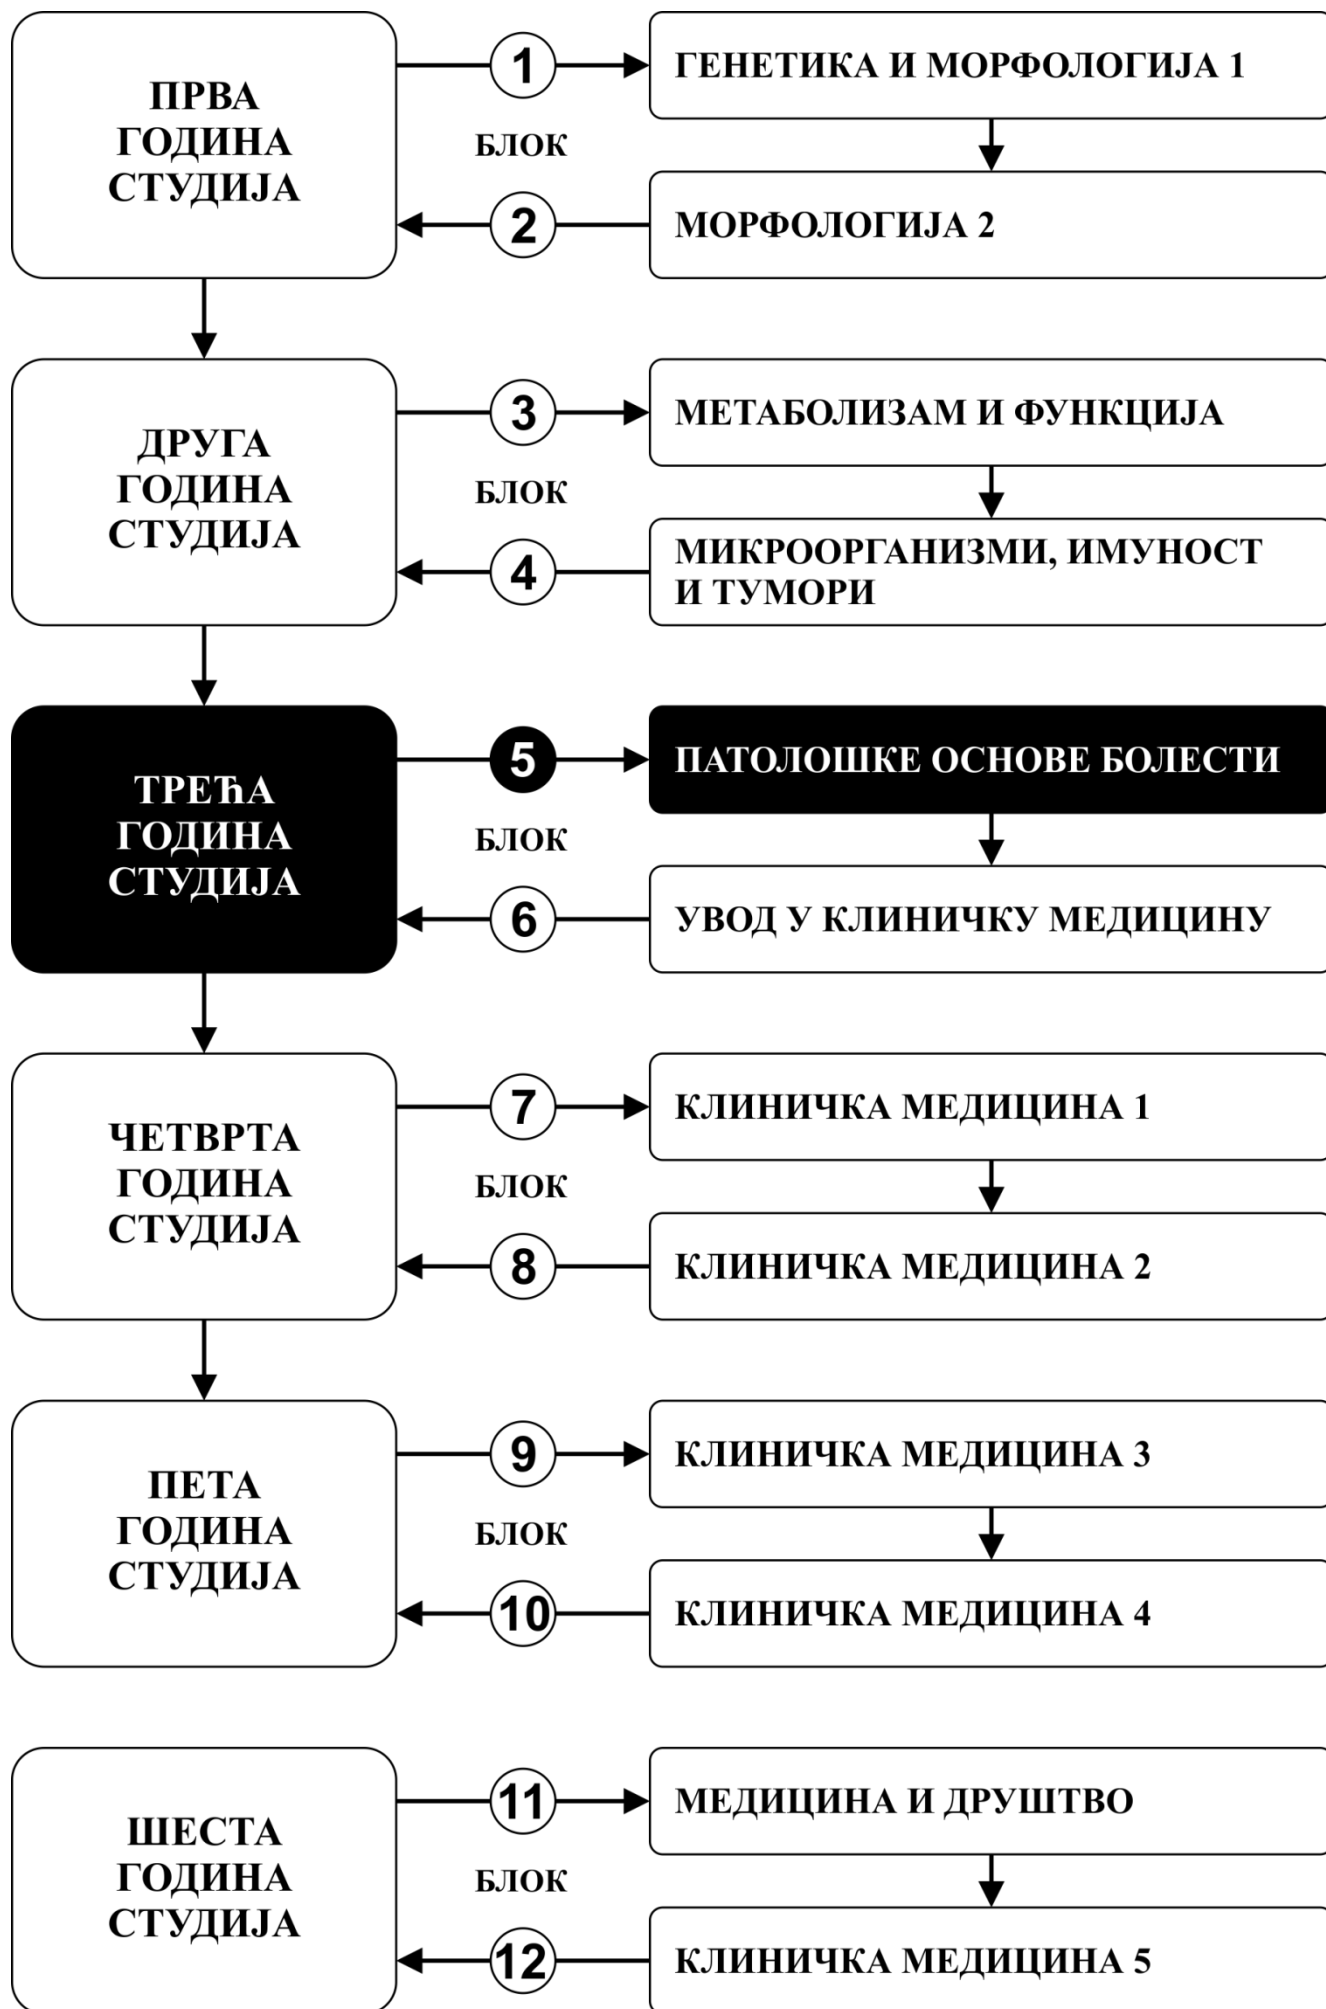 ПРВА
ГОДИНА
СТУДИЈА
1
БЛОК
2
ГЕНЕТИКА И МОРФОЛОГИЈА 1
МОРФОЛОГИЈА 2
ДРУГА
ГОДИНА
СТУДИЈА
3
БЛОК
4
МЕТАБОЛИЗАМ И ФУНКЦИЈА
МИКРООРГАНИЗМИ, ИМУНОСТ
И ТУМОРИ
ТРЕЋА
ГОДИНА
СТУДИЈА
5
БЛОК
6
ПАТОЛОШКЕ ОСНОВЕ БОЛЕСТИ
УВОД У КЛИНИЧКУ МЕДИЦИНУ
ЧЕТВРТА
ГОДИНА
СТУДИЈА
7
БЛОК
8
КЛИНИЧКА МЕДИЦИНА 1
КЛИНИЧКА МЕДИЦИНА 2
ПЕТА
ГОДИНА
СТУДИЈА
9
БЛОК
10
КЛИНИЧКА МЕДИЦИНА 3
КЛИНИЧКА МЕДИЦИНА 4
ШЕСТА
ГОДИНА
СТУДИЈА
11
БЛОК
12
МЕДИЦИНА И ДРУШТВО
КЛИНИЧКА МЕДИЦИНА 5